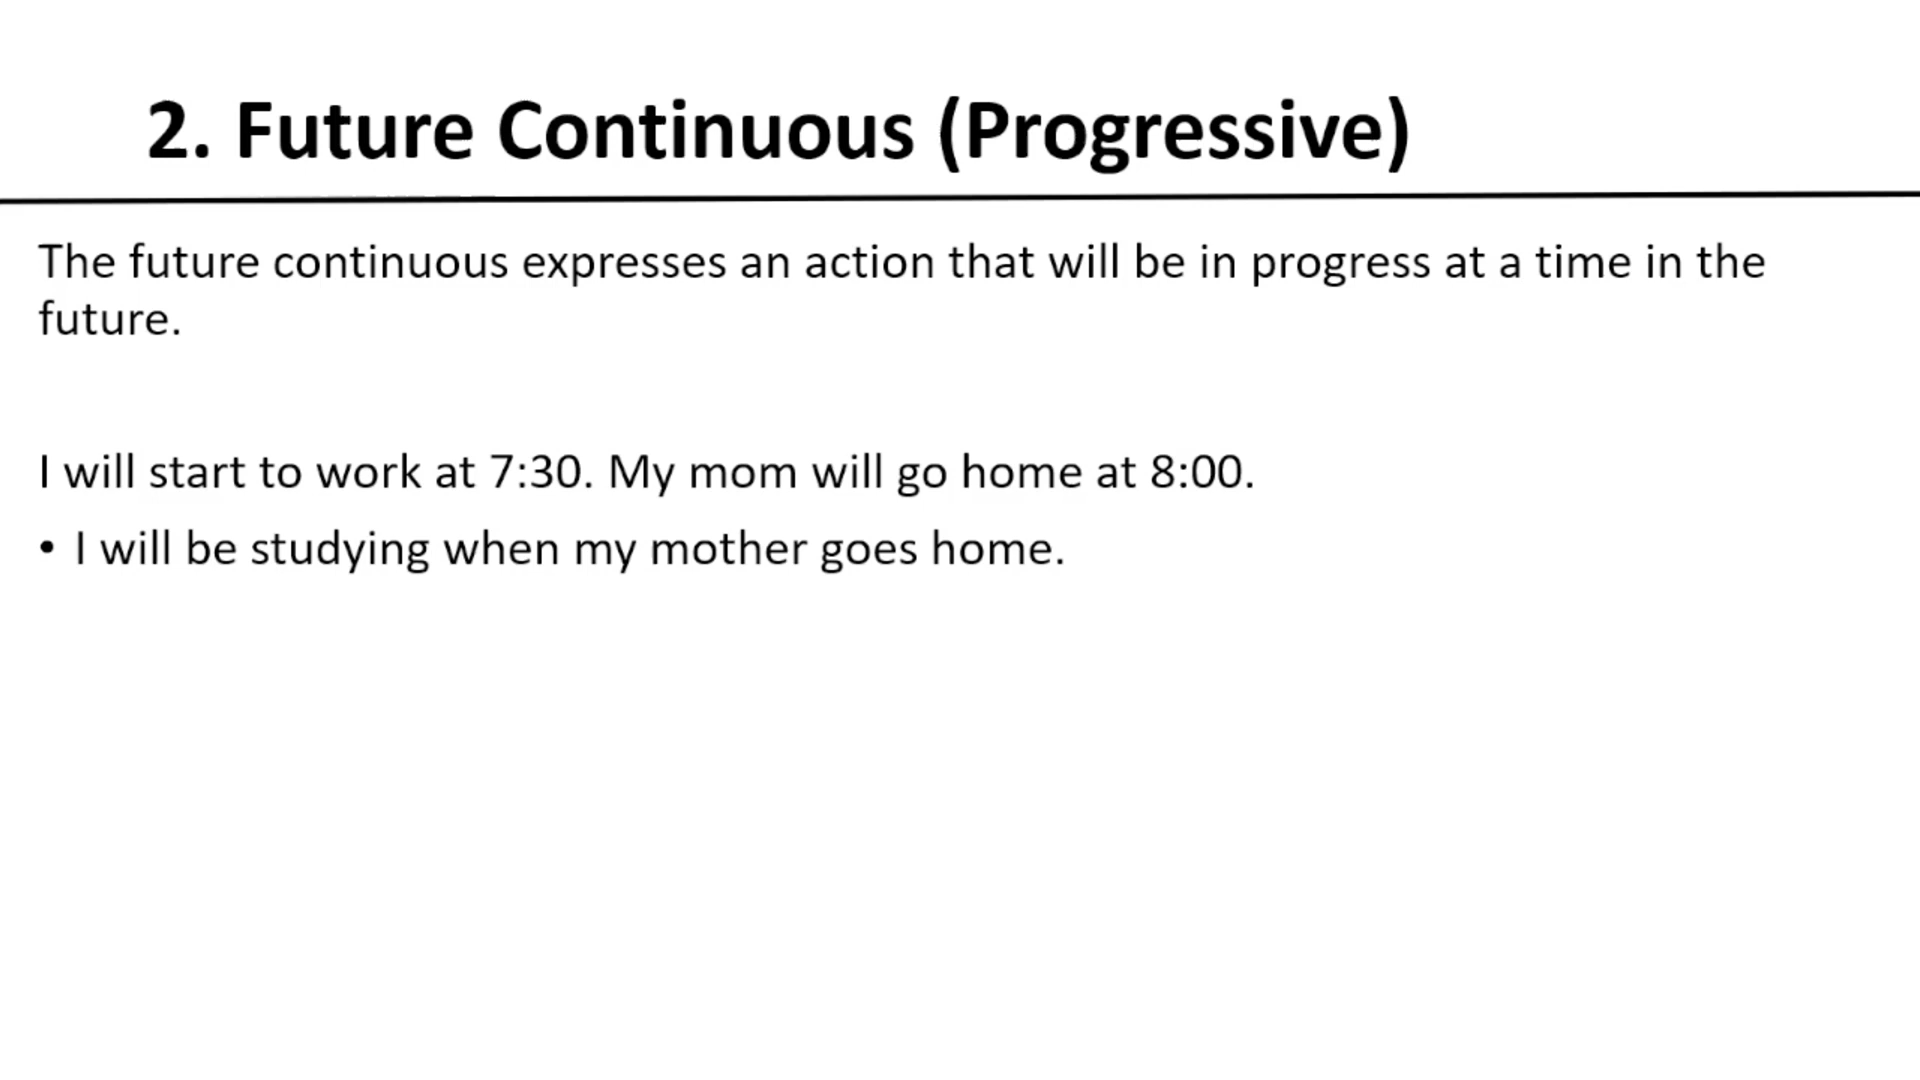 2. Future Continuous (Progressive)
The future continuous expresses an action that will be in progress at a time in the
future.
I will start to work at 7:30. My mom will go home at 8:00.
• I will be studying when my mother goes home.